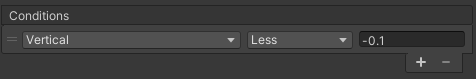 Conditions
Vertical Less -0.1
+ −